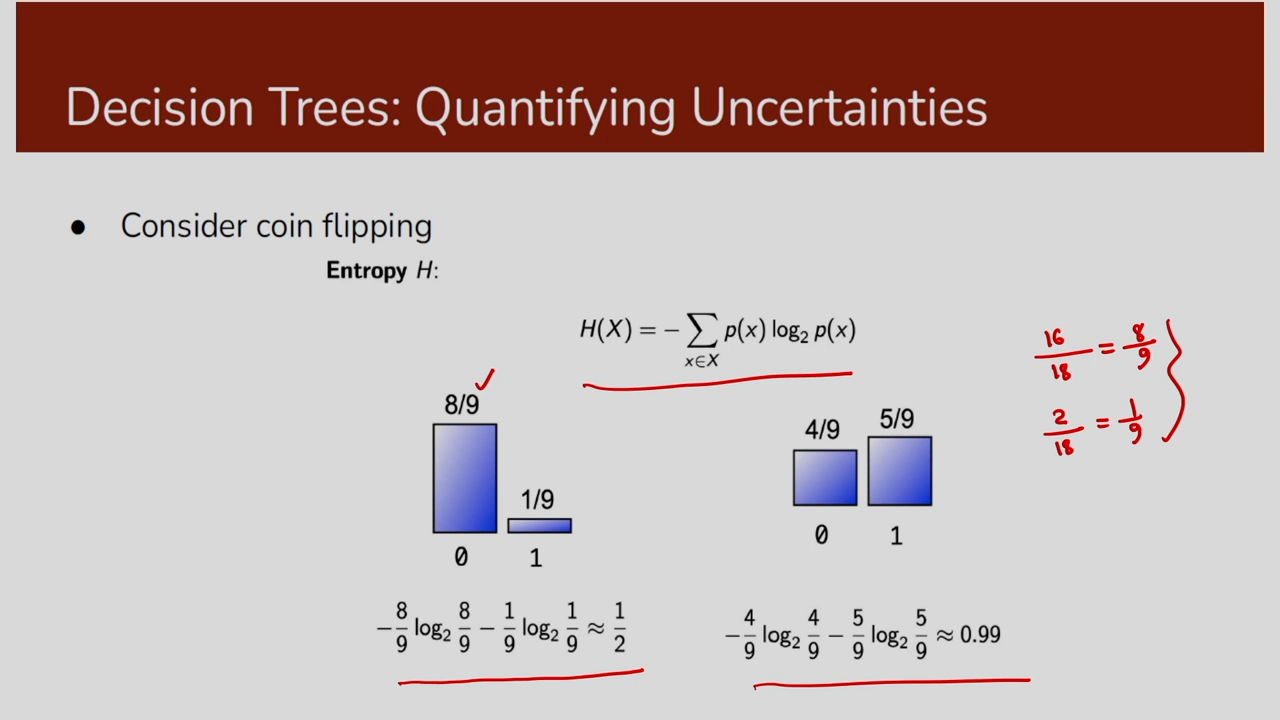 Decision Trees: Quantifying Uncertainties
● Consider coin flipping
Entropy H:
H(X) = − ∑_{x∈X} p(x) log₂ p(x)
8/9
1/9
0 1
4/9
5/9
0 1
16/18 = 8/9
2/18 = 1/9
−8/9 log₂ 8/9 − 1/9 log₂ 1/9 ≈ 1/2
−4/9 log₂ 4/9 − 5/9 log₂ 5/9 ≈ 0.99